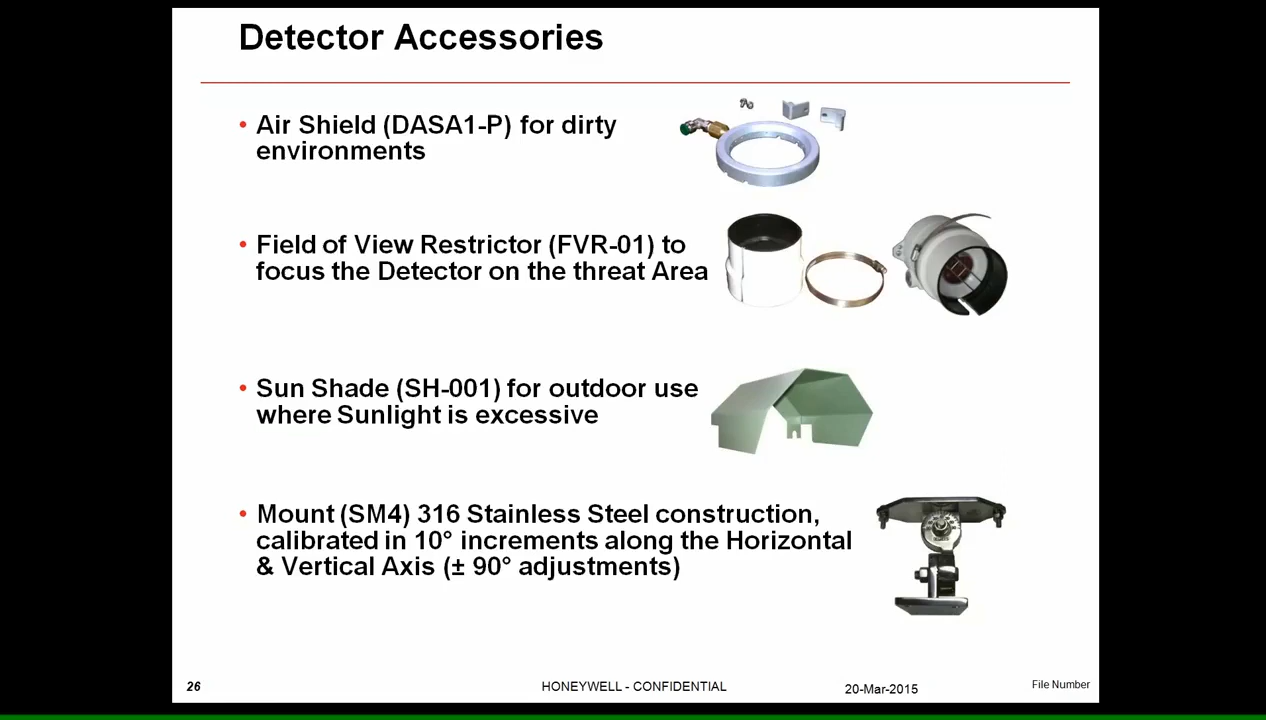 Detector Accessories
• Air Shield (DASA1-P) for dirty
environments
• Field of View Restrictor (FVR-01) to
focus the Detector on the threat Area
• Sun Shade (SH-001) for outdoor use
where Sunlight is excessive
• Mount (SM4) 316 Stainless Steel construction,
calibrated in 10° increments along the Horizontal
& Vertical Axis (± 90° adjustments)
26
HONEYWELL - CONFIDENTIAL
20-Mar-2015
File Number